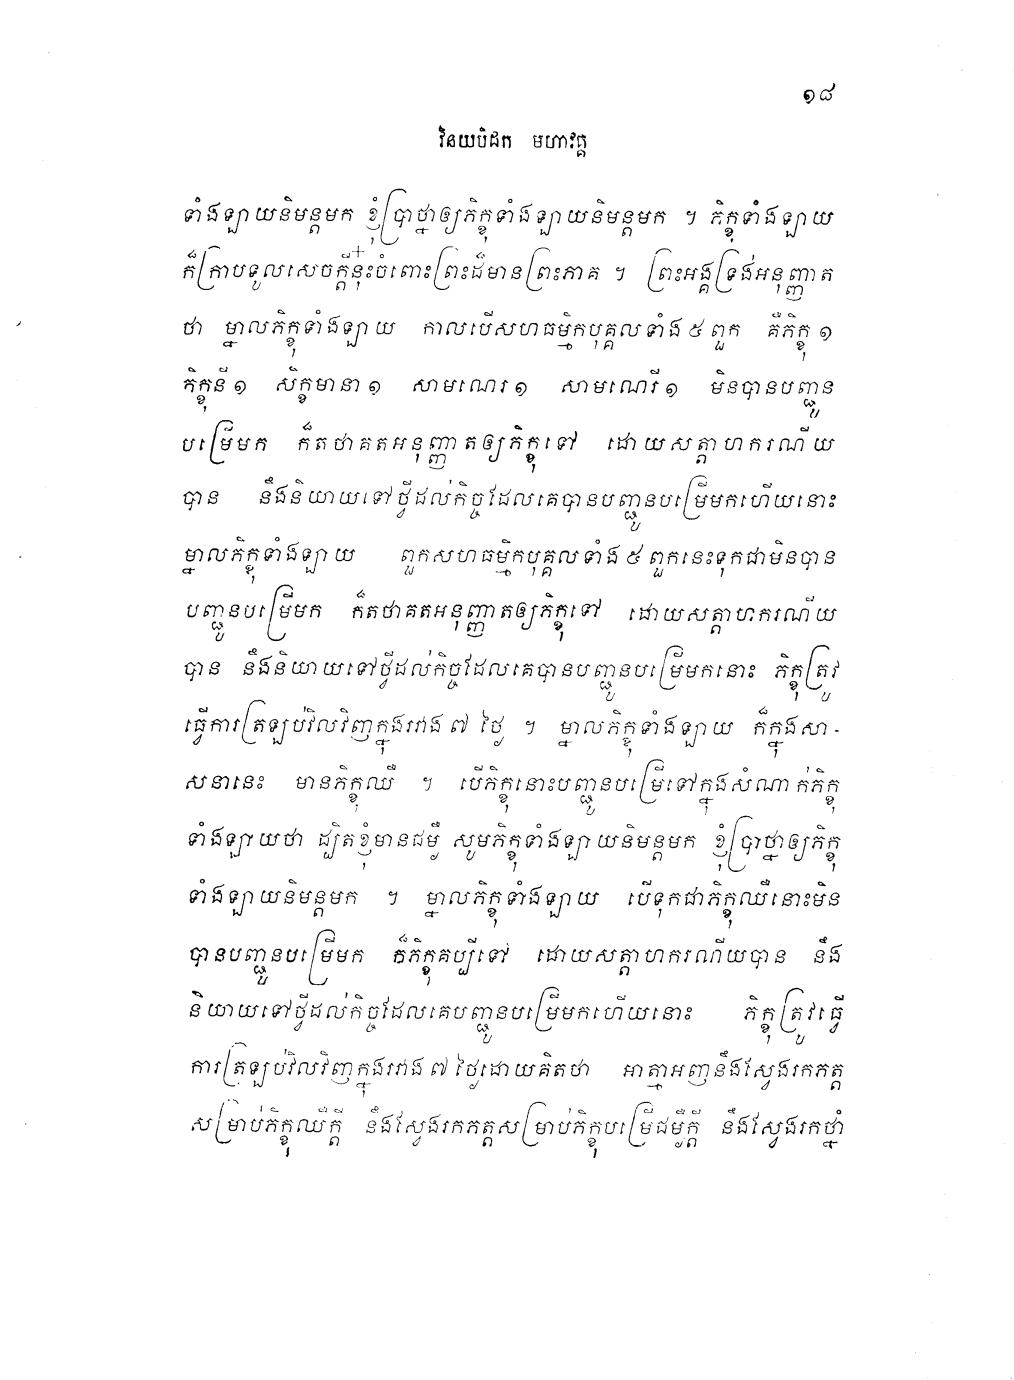 ១៨
វិនយបិដក មហាវគ្គ
ទាំងឡាយនិមន្តមក ខ្ញុំប្រាថ្នាឲ្យភិក្ខុទាំងឡាយនិមន្តមក ។ ភិក្ខុទាំងឡាយ
ក៏ក្រាបទូលសេចក្តីនុ៎ះចំពោះព្រះដ៏មានព្រះភាគ ។ ព្រះអង្គទ្រង់អនុញ្ញាត
ថា ម្នាលភិក្ខុទាំងឡាយ កាលបើសហធម្មិកបុគ្គលទាំង ៥ ពួក គឺភិក្ខុ ១
ភិក្ខុនី ១ សិក្ខមានា ១ សាមណេរ ១ សាមណេរី ១ មិនបានបញ្ជូន
បម្រើមក ក៏តថាគតអនុញ្ញាតឲ្យភិក្ខុទៅ ដោយសត្តាហករណីយ
បាន នឹងនិយាយទៅថ្វីដល់កិច្ចដែលគេបានបញ្ជូនបម្រើមកហើយនោះ
ម្នាលភិក្ខុទាំងឡាយ ពួកសហធម្មិកបុគ្គលទាំង ៥ ពួកនេះទុកជាមិនបាន
បញ្ជូនបម្រើមក ក៏តថាគតអនុញ្ញាតឲ្យភិក្ខុទៅ ដោយសត្តាហករណីយ
បាន នឹងនិយាយទៅថ្វីដល់កិច្ចដែលគេបានបញ្ជូនបម្រើមកនោះ ភិក្ខុត្រូវ
ធ្វើការត្រឡប់វិលវិញក្នុងរវាង ៧ ថ្ងៃ ។ ម្នាលភិក្ខុទាំងឡាយ ក៏ក្នុងសា-
សនានេះ មានភិក្ខុឈឺ ។ បើភិក្ខុនោះបញ្ជូនបម្រើទៅក្នុងសំណាក់ភិក្ខុ
ទាំងឡាយថា ដ្បិតខ្ញុំមានជម្ងឺ សូមភិក្ខុទាំងឡាយនិមន្តមក ខ្ញុំប្រាថ្នាឲ្យភិក្ខុ
ទាំងឡាយនិមន្តមក ។ ម្នាលភិក្ខុទាំងឡាយ បើទុកជាភិក្ខុឈឺនោះមិន
បានបញ្ជូនបម្រើមក ក៏ភិក្ខុគប្បីទៅ ដោយសត្តាហករណីយបាន នឹង
និយាយទៅថ្វីដល់កិច្ចដែលគេបញ្ជូនបម្រើមកហើយនោះ ភិក្ខុត្រូវធ្វើ
ការត្រឡប់វិលវិញក្នុងរវាង ៧ ថ្ងៃដោយគិតថា អាត្មាអញនឹងស្វែងរកភត្ត
សម្រាប់ភិក្ខុឈឺក្តី នឹងស្វែងរកភត្តសម្រាប់ភិក្ខុបម្រើជម្ងឺក្តី នឹងស្វែងរកថ្នាំ